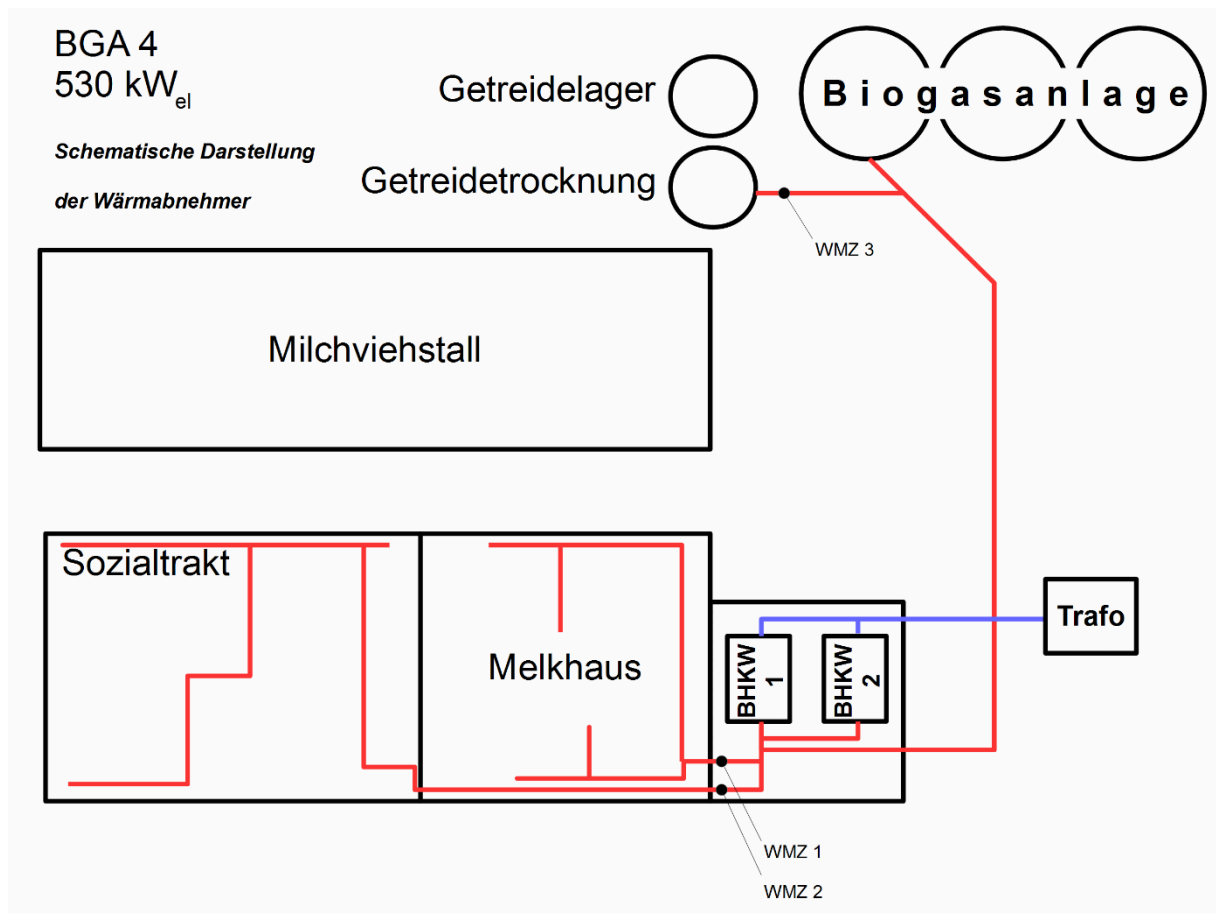 BGA 4
530 kWel
Schematische Darstellung
der Wärmabnehmer
Getreidelager
Getreidetrocknung
Biogasanlage
WMZ 3
Milchviehstall
Sozialtrakt
Melkhaus
BHKW 1
BHKW 2
Trafo
WMZ 1
WMZ 2